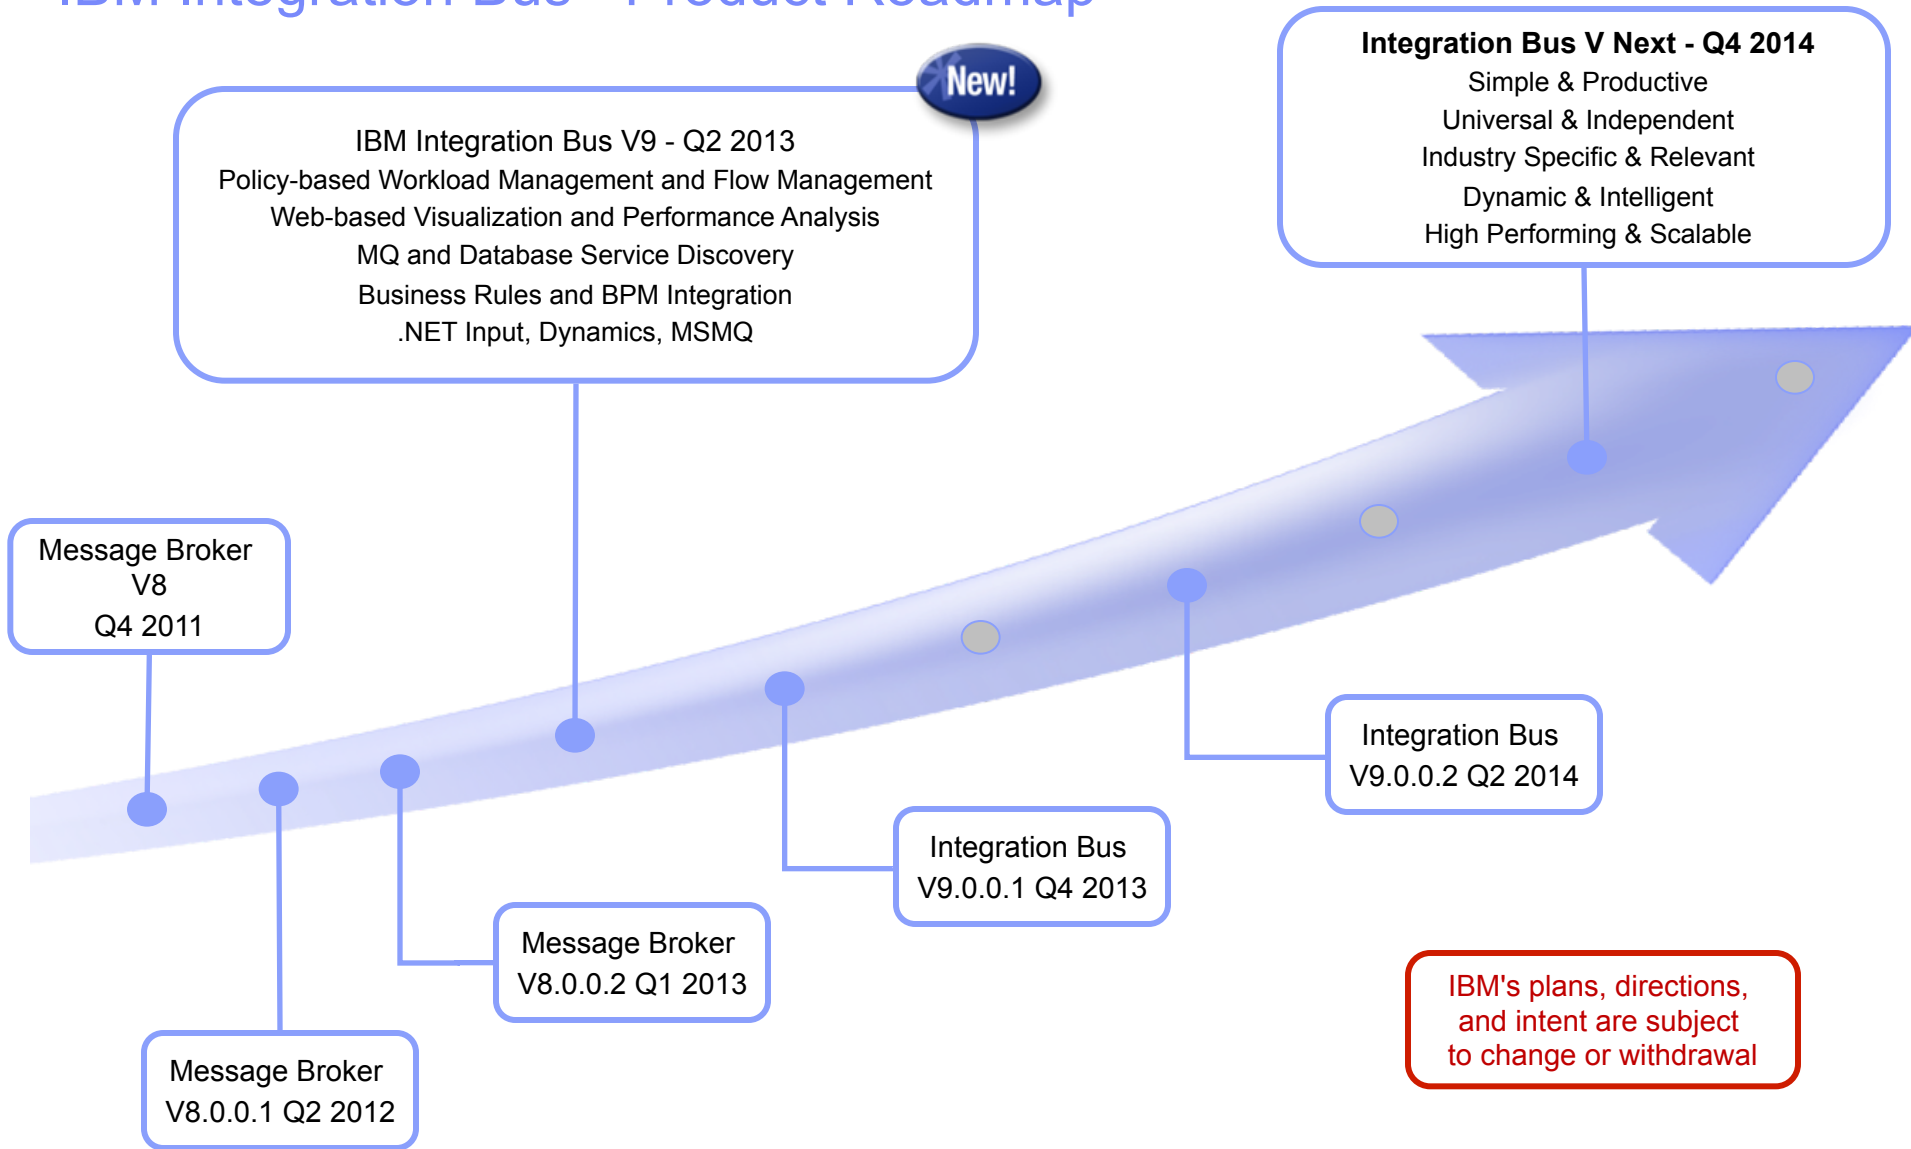 IBM Integration Bus - Product Roadmap
New!
Integration Bus V Next - Q4 2014
Simple & Productive
Universal & Independent
Industry Specific & Relevant
Dynamic & Intelligent
High Performing & Scalable
IBM Integration Bus V9 - Q2 2013
Policy-based Workload Management and Flow Management
Web-based Visualization and Performance Analysis
MQ and Database Service Discovery
Business Rules and BPM Integration
.NET Input, Dynamics, MSMQ
Message Broker
V8
Q4 2011
Integration Bus
V9.0.0.2 Q2 2014
Integration Bus
V9.0.0.1 Q4 2013
Message Broker
V8.0.0.2 Q1 2013
IBM's plans, directions,
and intent are subject
to change or withdrawal
Message Broker
V8.0.0.1 Q2 2012